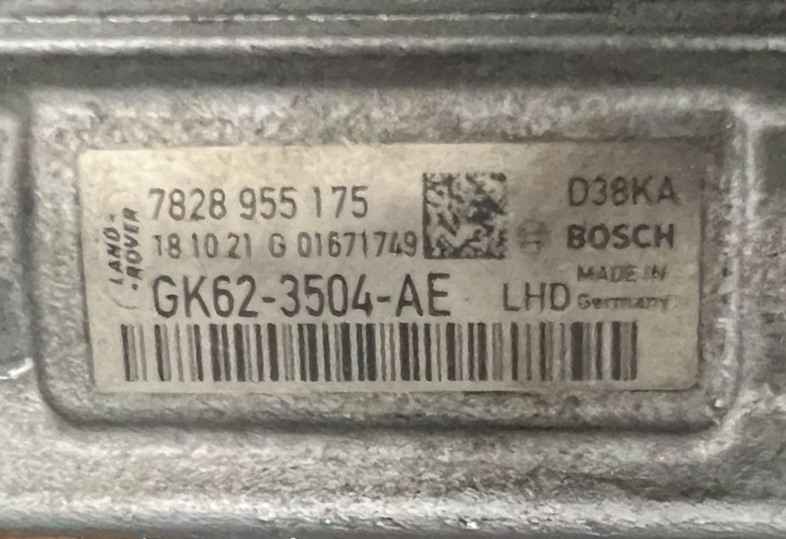 LAND-
-ROVER
7828 955 175
D38KA
18 10 21 G 01671749
BOSCH
GK62-3504-AE
LHD
MADE IN
Germany